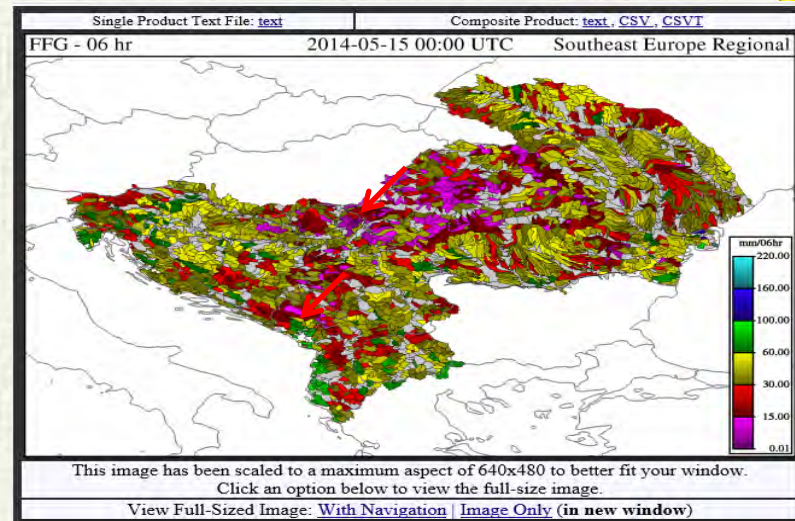 Single Product Text File: text Composite Product: text , CSV , CSVT
FFG - 06 hr 2014-05-15 00:00 UTC Southeast Europe Regional
mm/06hr
220.00
160.00
100.00
60.00
30.00
15.00
0.01
This image has been scaled to a maximum aspect of 640x480 to better fit your window.
Click an option below to view the full-size image.
View Full-Sized Image: With Navigation | Image Only (in new window)